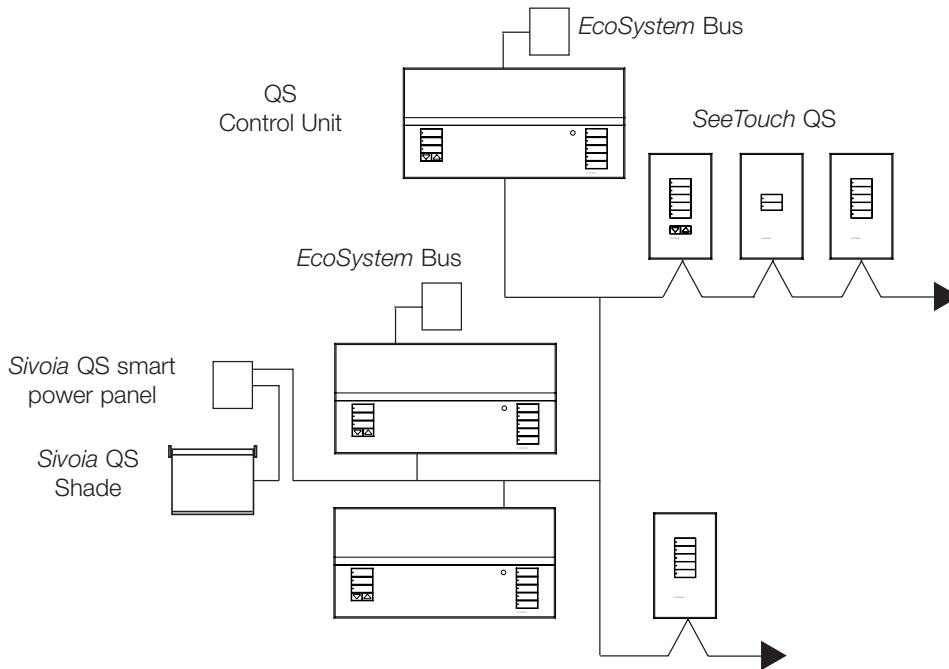 EcoSystem Bus
QS
Control Unit
SeeTouch QS
EcoSystem Bus
Sivoia QS smart
power panel
Sivoia QS
Shade